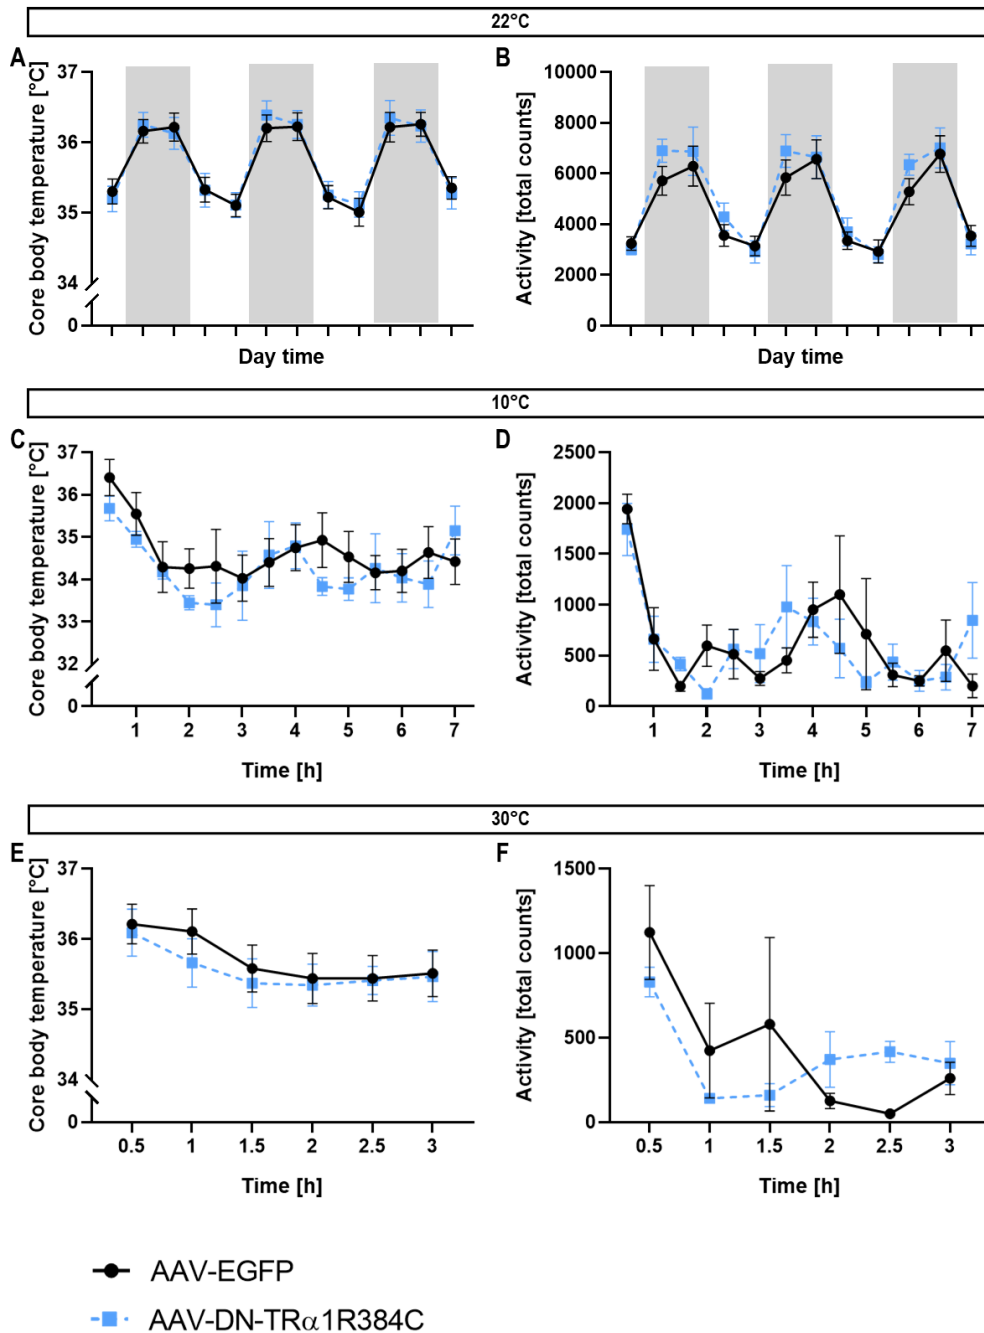 22°C
A
B
Core body temperature [°C]
37
36
35
34
0
Day time
Activity [total counts]
10000
8000
6000
4000
2000
0
Day time
10°C
C
D
Core body temperature [°C]
37
36
35
34
33
32
0
1 2 3 4 5 6 7
Time [h]
Activity [total counts]
2500
2000
1500
1000
500
0
1 2 3 4 5 6 7
Time [h]
30°C
E
F
Core body temperature [°C]
37
36
35
34
0
0.5 1 1.5 2 2.5 3
Time [h]
Activity [total counts]
1500
1000
500
0
0.5 1 1.5 2 2.5 3
Time [h]
AAV-EGFP
AAV-DN-TRα1R384C